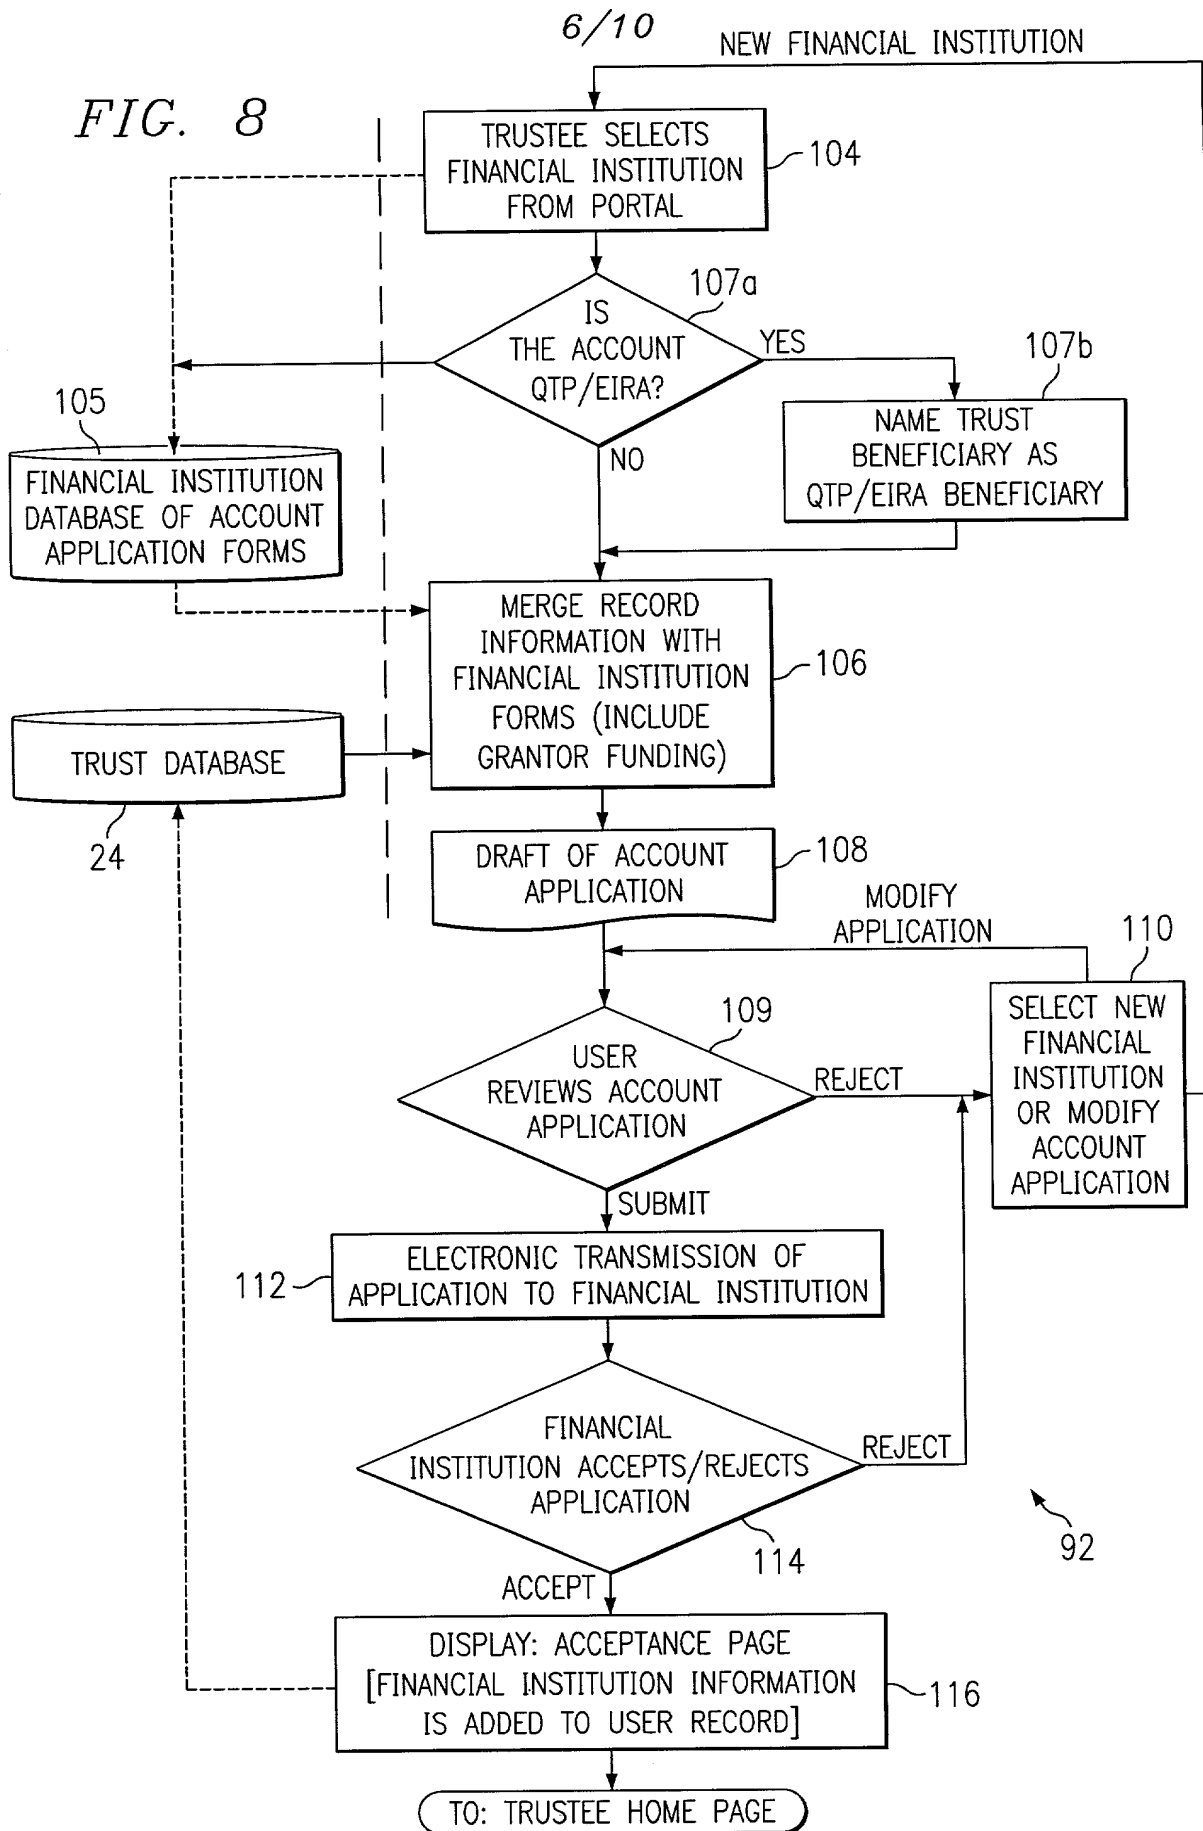 6/10
NEW FINANCIAL INSTITUTION
FIG. 8
TRUSTEE SELECTS
FINANCIAL INSTITUTION
FROM PORTAL
104
107a
IS
THE ACCOUNT
QTP/EIRA?
YES
107b
NO
NAME TRUST
BENEFICIARY AS
QTP/EIRA BENEFICIARY
105
FINANCIAL INSTITUTION
DATABASE OF ACCOUNT
APPLICATION FORMS
MERGE RECORD
INFORMATION WITH
FINANCIAL INSTITUTION
FORMS (INCLUDE
GRANTOR FUNDING)
106
TRUST DATABASE
24
DRAFT OF ACCOUNT
APPLICATION
108
MODIFY
APPLICATION
110
SELECT NEW
FINANCIAL
INSTITUTION
OR MODIFY
ACCOUNT
APPLICATION
109
USER
REVIEWS ACCOUNT
APPLICATION
REJECT
SUBMIT
ELECTRONIC TRANSMISSION OF
APPLICATION TO FINANCIAL INSTITUTION
112
FINANCIAL
INSTITUTION ACCEPTS/REJECTS
APPLICATION
REJECT
114
92
ACCEPT
DISPLAY: ACCEPTANCE PAGE
[FINANCIAL INSTITUTION INFORMATION
IS ADDED TO USER RECORD]
116
TO: TRUSTEE HOME PAGE